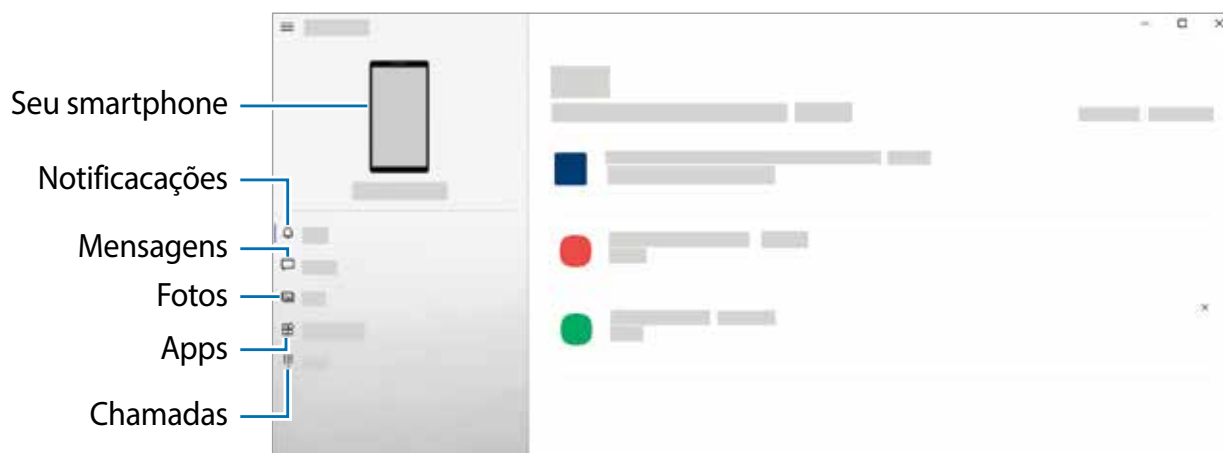 Seu smartphone
Notificacações
Mensagens
Fotos
Apps
Chamadas